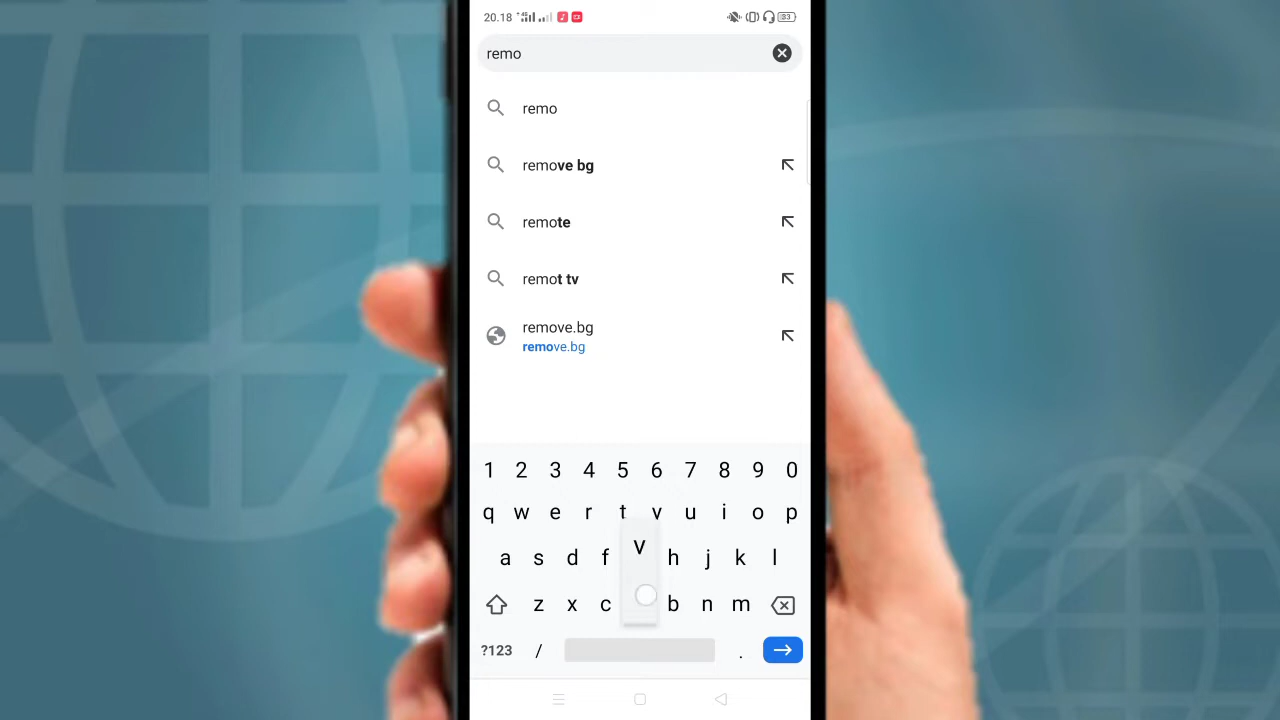 20.18 33
remo
remo
remove bg
remote
remot tv
remove.bg
remove.bg
1 2 3 4 5 6 7 8 9 0
q w e r t y u i o p
a s d f v h j k l
z x c b n m
?123 / .